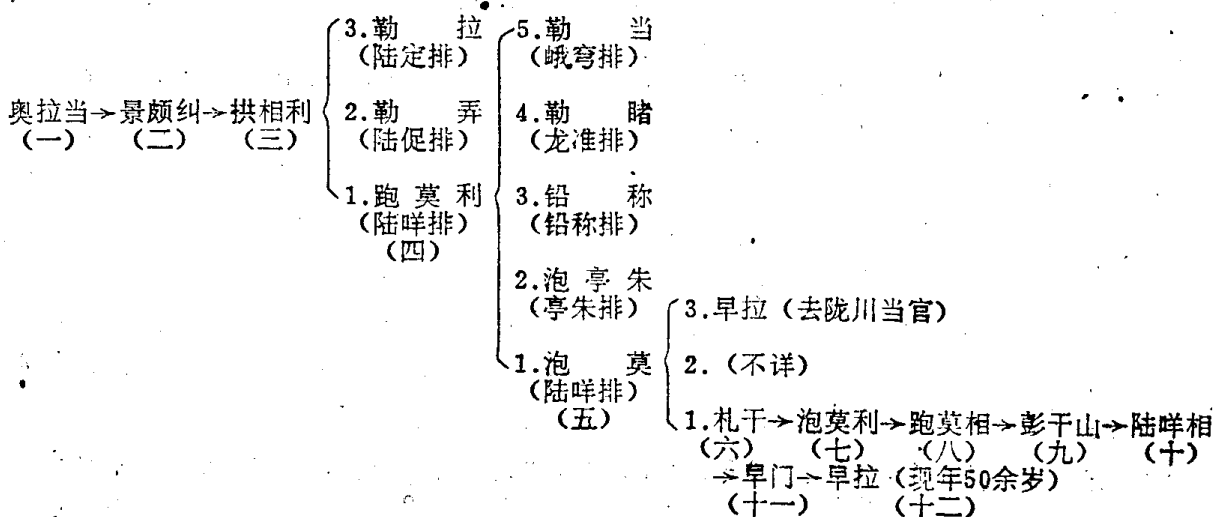 3.勒 拉
(陆定排)
5.勒 当
(峨穹排)
奥拉当→景颇纠→拱相利
(一) (二) (三)
2.勒 弄
(陆促排)
4.勒 睹
(龙准排)
1.跑莫利
(陆咩排)
(四)
3.铅 称
(铅称排)
2.泡亭朱
(亭朱排)
3.早拉(去陇川当官)
1.泡 莫
(陆咩排)
(五)
2.(不详)
1.札干→泡莫利→跑莫相→彭干山→陆咩相
(六) (七) (八) (九) (十)
→早门→早拉(现年50余岁)
(十一) (十二)